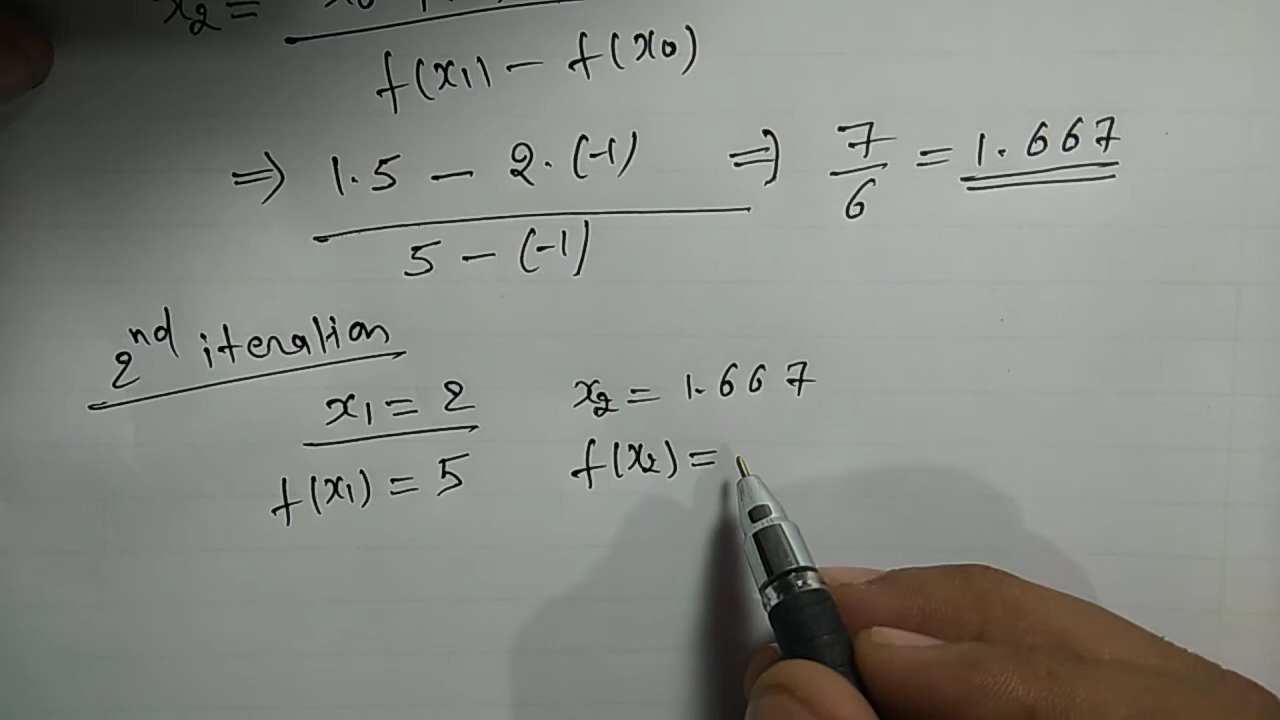 x₂ =
f(x₁) - f(x₀)
⇒ 1.5 - 2.(-1) ⇒ 7/6 = 1.667
5 - (-1)
2nd iteration
x₁ = 2 x₂ = 1.667
f(x₁) = 5 f(x₂) =